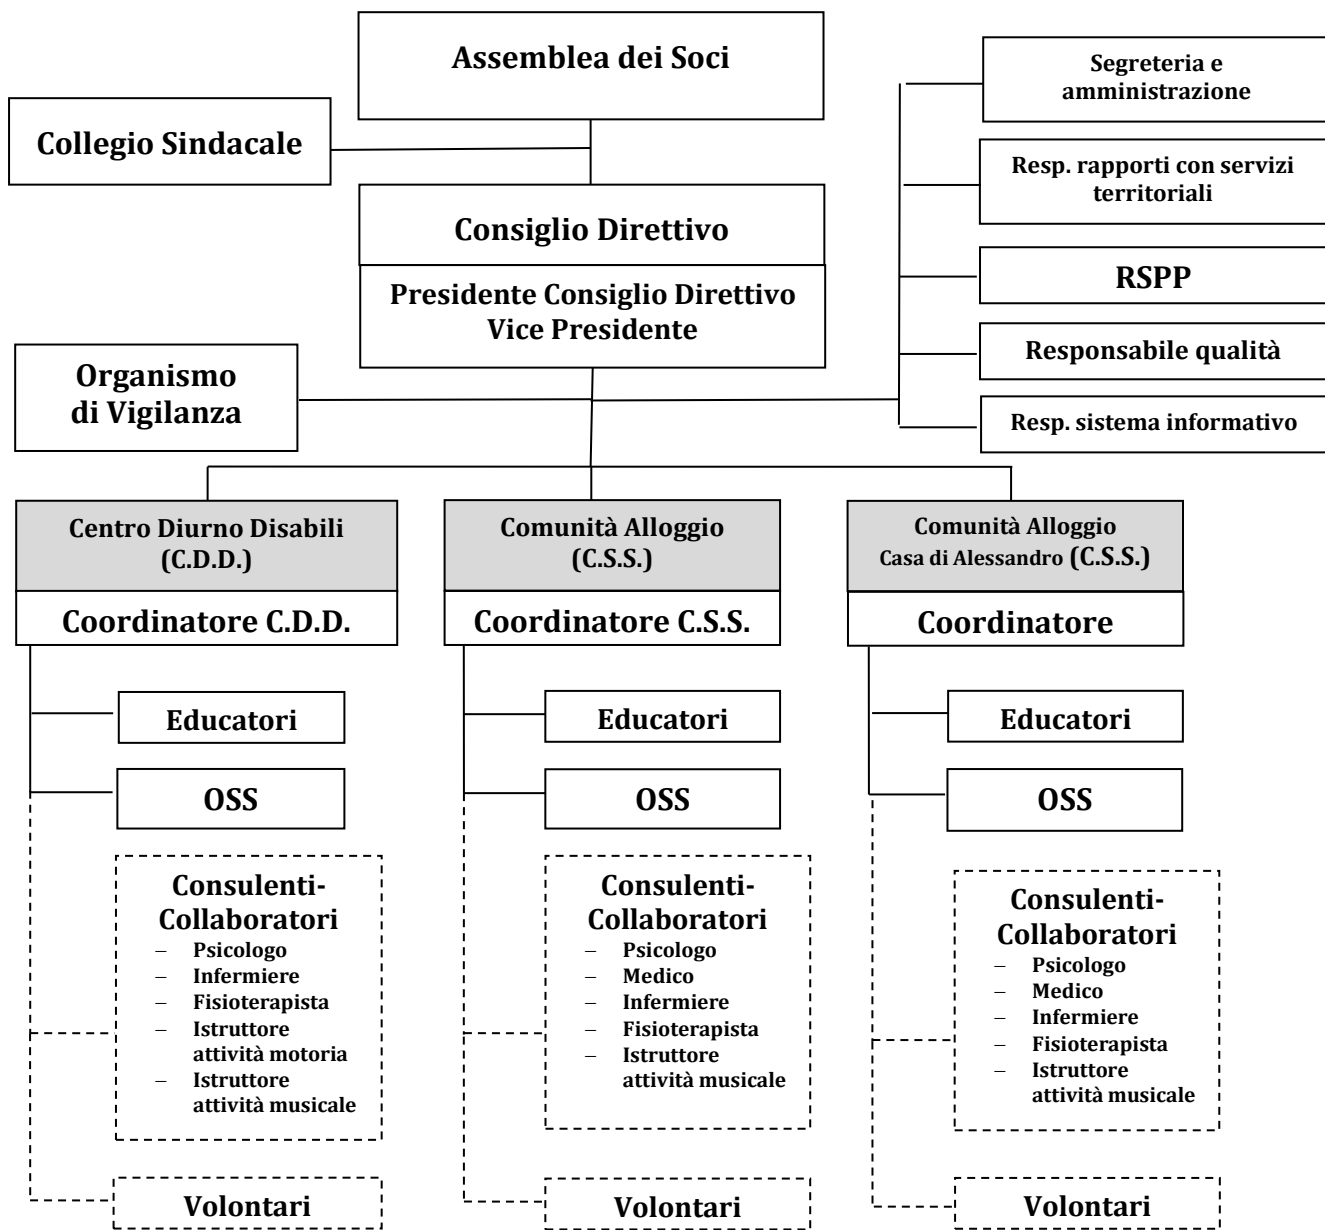 Assemblea dei Soci
Collegio Sindacale
Consiglio Direttivo
Presidente Consiglio Direttivo
Vice Presidente
Organismo
di Vigilanza
Segreteria e
amministrazione
Resp. rapporti con servizi
territoriali
RSPP
Responsabile qualità
Resp. sistema informativo
Centro Diurno Disabili
(C.D.D.)
Coordinatore C.D.D.
Educatori
OSS
Consulenti-
Collaboratori
– Psicologo
– Infermiere
– Fisioterapista
– Istruttore
attività motoria
– Istruttore
attività musicale
Volontari
Comunità Alloggio
(C.S.S.)
Coordinatore C.S.S.
Educatori
OSS
Consulenti-
Collaboratori
– Psicologo
– Medico
– Infermiere
– Fisioterapista
– Istruttore
attività musicale
Volontari
Comunità Alloggio
Casa di Alessandro (C.S.S.)
Coordinatore
Educatori
OSS
Consulenti-
Collaboratori
– Psicologo
– Medico
– Infermiere
– Fisioterapista
– Istruttore
attività musicale
Volontari